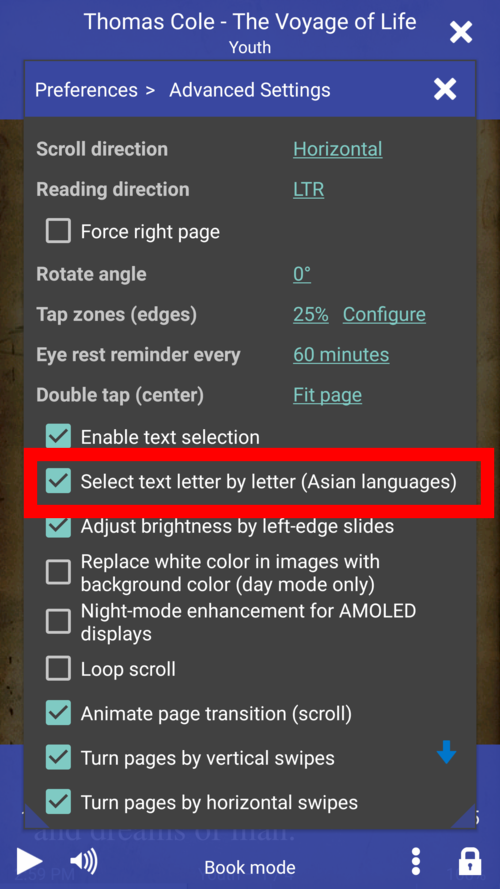 Thomas Cole - The Voyage of Life
Youth
Preferences > Advanced Settings
Scroll direction Horizontal
Reading direction LTR
Force right page
Rotate angle 0°
Tap zones (edges) 25% Configure
Eye rest reminder every 60 minutes
Double tap (center) Fit page
Enable text selection
Select text letter by letter (Asian languages)
Adjust brightness by left-edge slides
Replace white color in images with
background color (day mode only)
Night-mode enhancement for AMOLED
displays
Loop scroll
Animate page transition (scroll)
Turn pages by vertical swipes
Turn pages by horizontal swipes
and dreams of man.
Book mode